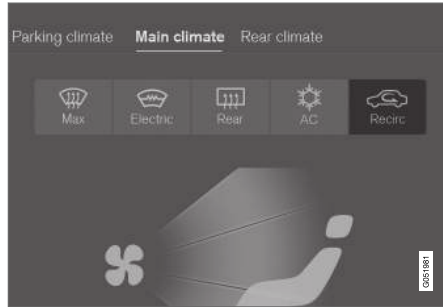 Parking climate Main climate Rear climate
Max Electric Rear AC Recirc
G051981